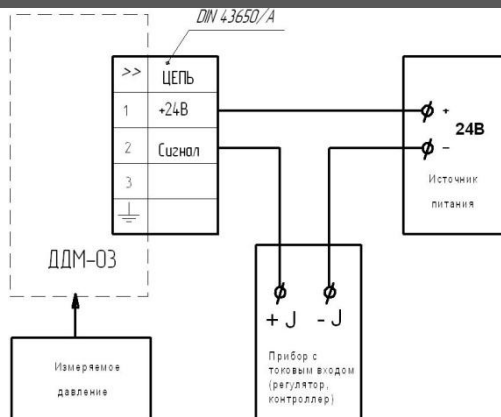 DIN 43650/А
>> ЦЕПЬ
1 +24В
2 Сигнал
3
ДДМ-03
Измеряемое
давление
+ J - J
Прибор с
токовым входом
(регулятор,
контроллер)
+
24В
-
Источник
питания